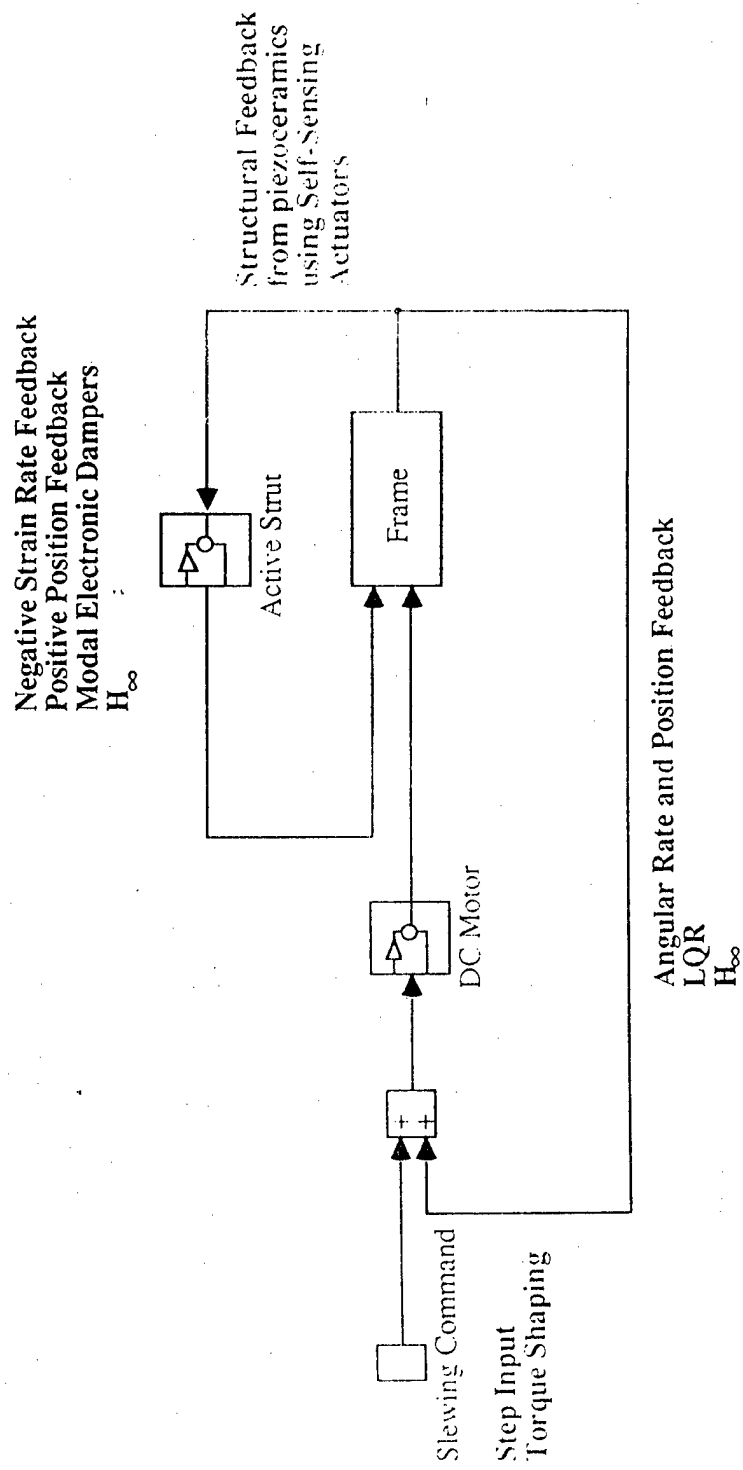 Negative Strain Rate Feedback
Positive Position Feedback
Modal Electronic Dampers
H∞
Structural Feedback
from piezoceramics
using Self-Sensing
Actuators
Active Strut
Frame
DC Motor
+
+
Slewing Command
Step Input
Torque Shaping
Angular Rate and Position Feedback
LQR
H∞